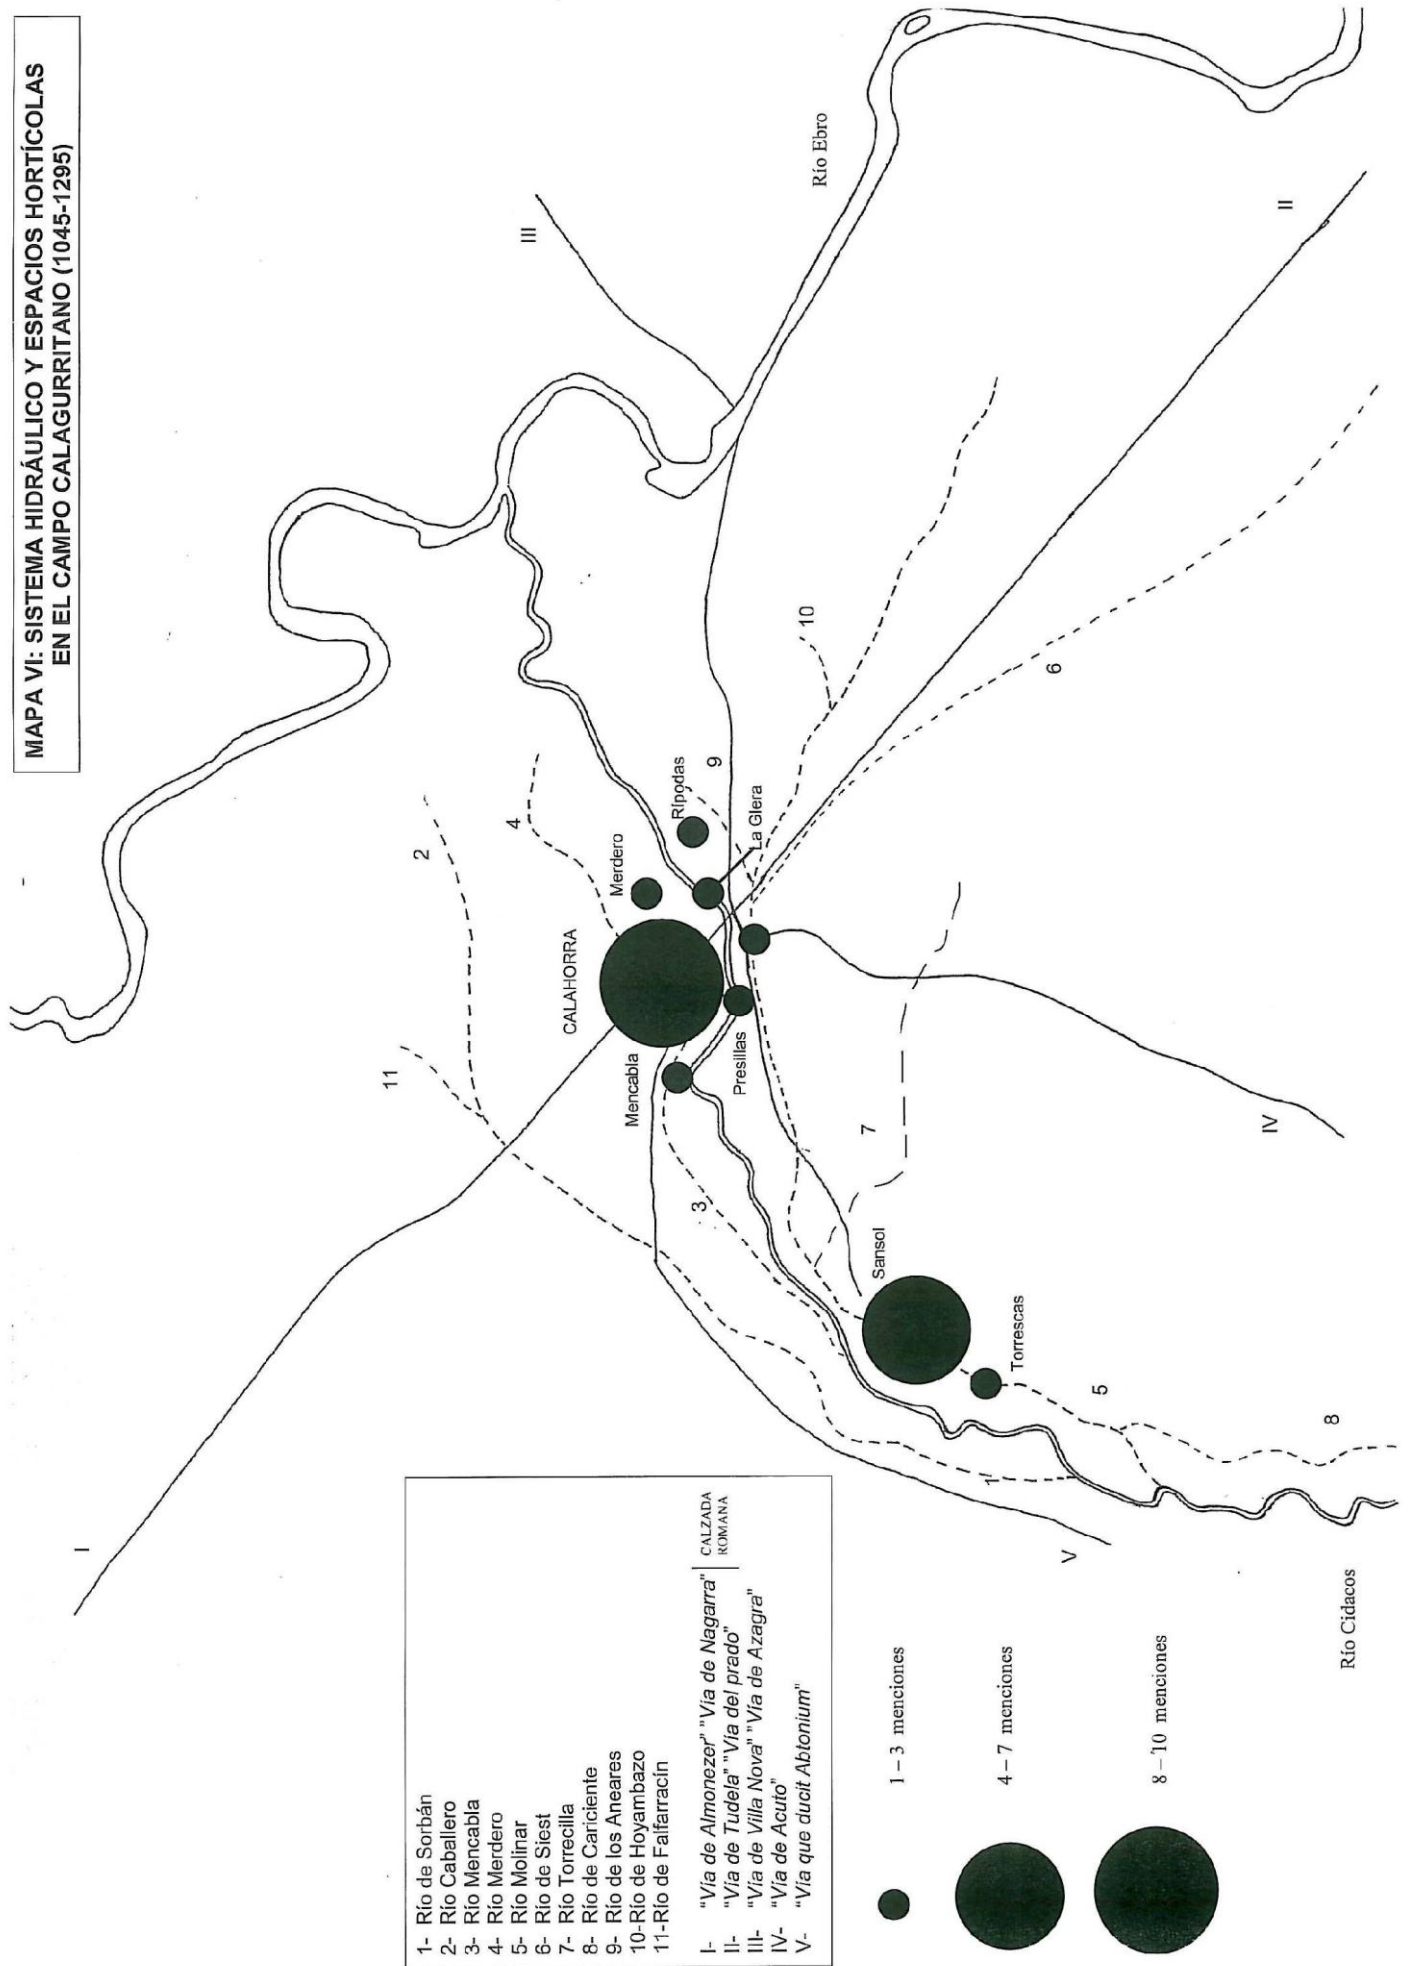 MAPA VI: SISTEMA HIDRÁULICO Y ESPACIOS HORTÍCOLAS
EN EL CAMPO CALAGURRITANO (1045-1295)
I
11
2
4
III
CALAHORRA
Mencabla
Merdero
Rípodas
3
Presillas
La Glera
9
10
Río Ebro
7
Sansol
Torrescas
6
1
5
V
IV
II
8
Río Cidacos
1- Río de Sorbán
2- Río Caballero
3- Río Mencabla
4- Río Merdero
5- Río Molinar
6- Río de Siest
7- Río Torrecilla
8- Río de Cariciente
9- Río de los Aneares
10-Río de Hoyambazo
11-Río de Falfarracín
I- "Vía de Almonezer" "Vía de Nagarra"
II- "Vía de Tudela" "Vía del prado"
CALZADA
ROMANA
III- "Vía de Villa Nova" "Vía de Azagra"
IV- "Vía de Acuto"
V- "Vía que ducit Abtonium"
1 – 3 menciones
4 – 7 menciones
8 – 10 menciones